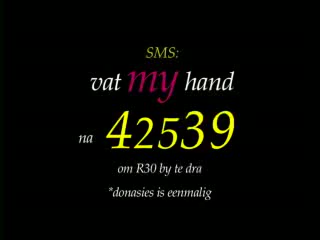 SMS:
vat my hand
na 42539
om R30 by te dra
*donasies is eenmalig